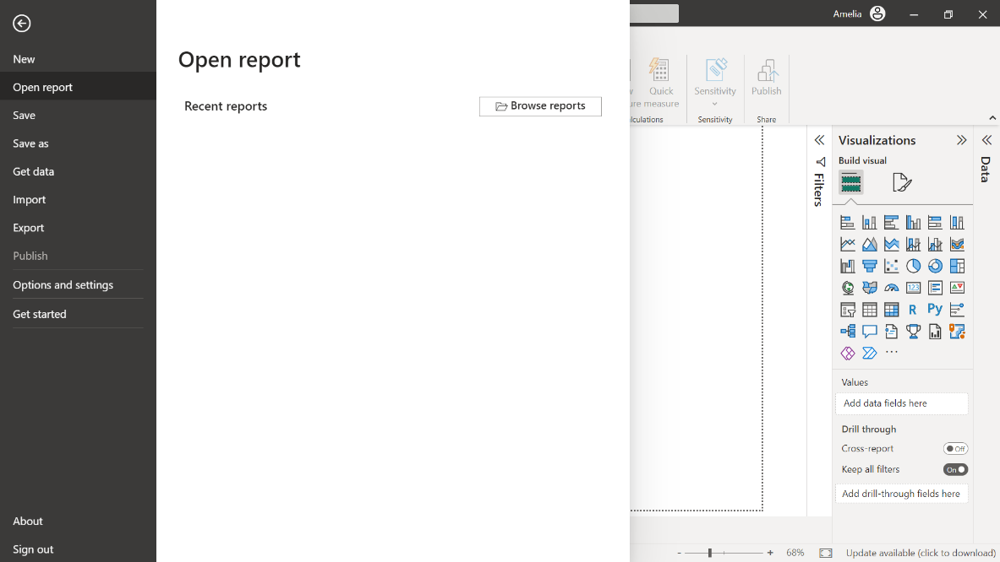 Amelia
New
Open report
Save
Save as
Get data
Import
Export
Publish
Options and settings
Get started
About
Sign out
Open report
Recent reports
Browse reports
Quick
measure
Sensitivity
Publish
Sensitivity
Share
Filters
Visualizations
Build visual
123
R
Py
Values
Add data fields here
Drill through
Cross-report
Off
Keep all filters
On
Add drill-through fields here
Data
- + 68%
Update available (click to download)